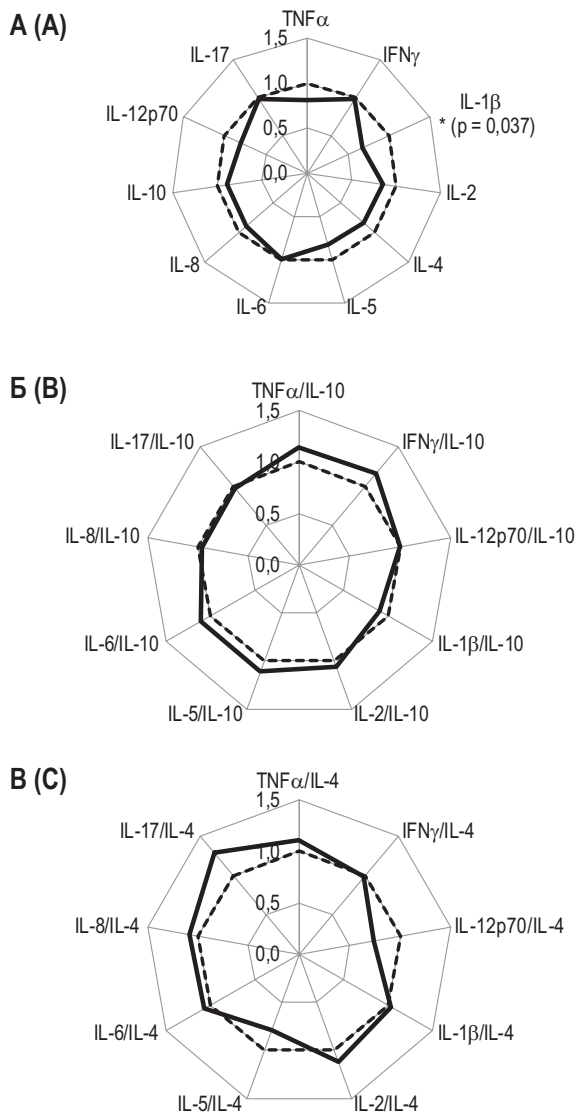 А (A)
TNFα
1,5
IL-17
IFNγ
1,0
IL-12p70
IL-1β
* (p = 0,037)
0,5
0,0
IL-10
IL-2
IL-8
IL-4
IL-6
IL-5
Б (B)
TNFα/IL-10
1,5
IL-17/IL-10
IFNγ/IL-10
1,0
IL-8/IL-10
IL-12p70/IL-10
0,5
0,0
IL-6/IL-10
IL-1β/IL-10
IL-5/IL-10
IL-2/IL-10
В (C)
TNFα/IL-4
1,5
IL-17/IL-4
IFNγ/IL-4
1,0
IL-8/IL-4
IL-12p70/IL-4
0,5
0,0
IL-6/IL-4
IL-1β/IL-4
IL-5/IL-4
IL-2/IL-4